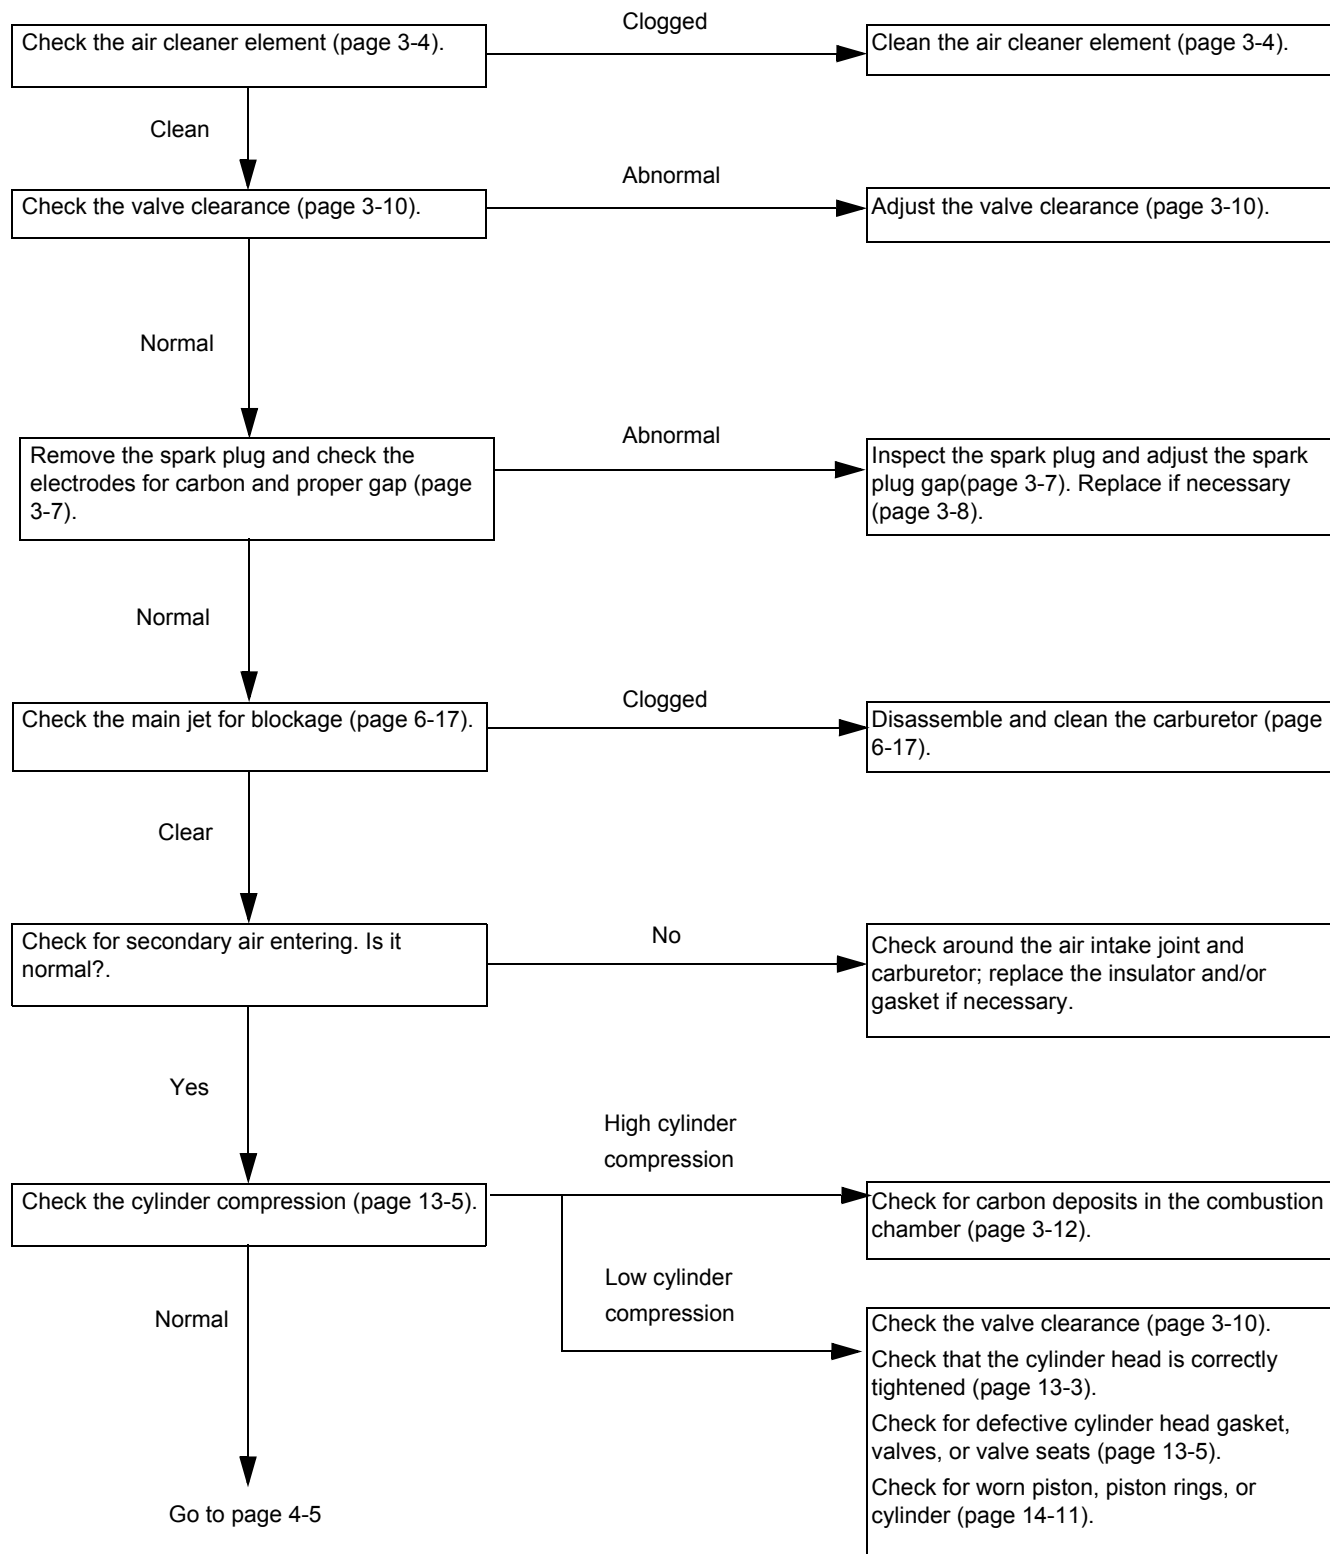 Clogged
Check the air cleaner element (page 3-4).
Clean the air cleaner element (page 3-4).
Clean
Abnormal
Check the valve clearance (page 3-10).
Adjust the valve clearance (page 3-10).
Normal
Abnormal
Remove the spark plug and check the
electrodes for carbon and proper gap (page
3-7).
Inspect the spark plug and adjust the spark
plug gap(page 3-7). Replace if necessary
(page 3-8).
Normal
Clogged
Check the main jet for blockage (page 6-17).
Disassemble and clean the carburetor (page
6-17).
Clear
No
Check for secondary air entering. Is it
normal?.
Check around the air intake joint and
carburetor; replace the insulator and/or
gasket if necessary.
Yes
High cylinder
compression
Check the cylinder compression (page 13-5).
Check for carbon deposits in the combustion
chamber (page 3-12).
Low cylinder
compression
Normal
Check the valve clearance (page 3-10).
Check that the cylinder head is correctly
tightened (page 13-3).
Check for defective cylinder head gasket,
valves, or valve seats (page 13-5).
Check for worn piston, piston rings, or
cylinder (page 14-11).
Go to page 4-5